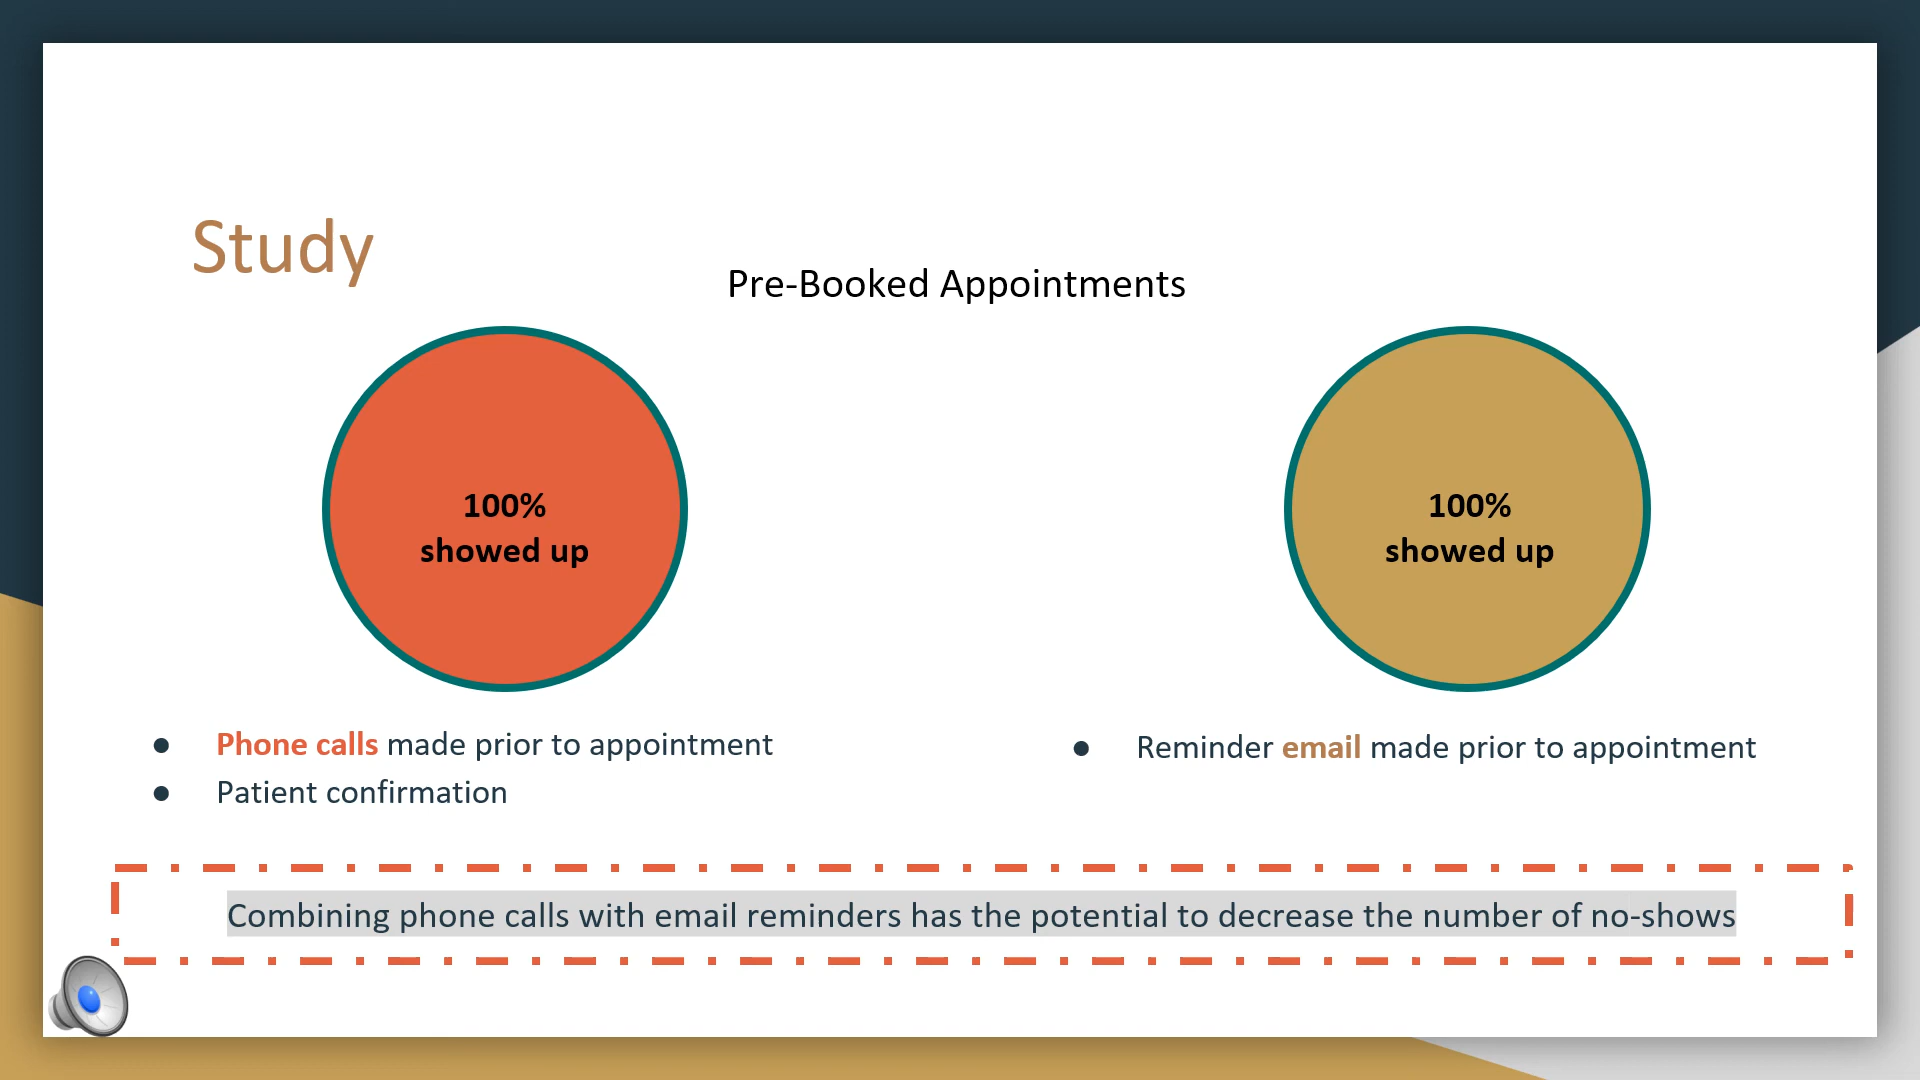 Study
Pre-Booked Appointments
100%
showed up
100%
showed up
● Phone calls made prior to appointment
● Patient confirmation
● Reminder email made prior to appointment
Combining phone calls with email reminders has the potential to decrease the number of no-shows